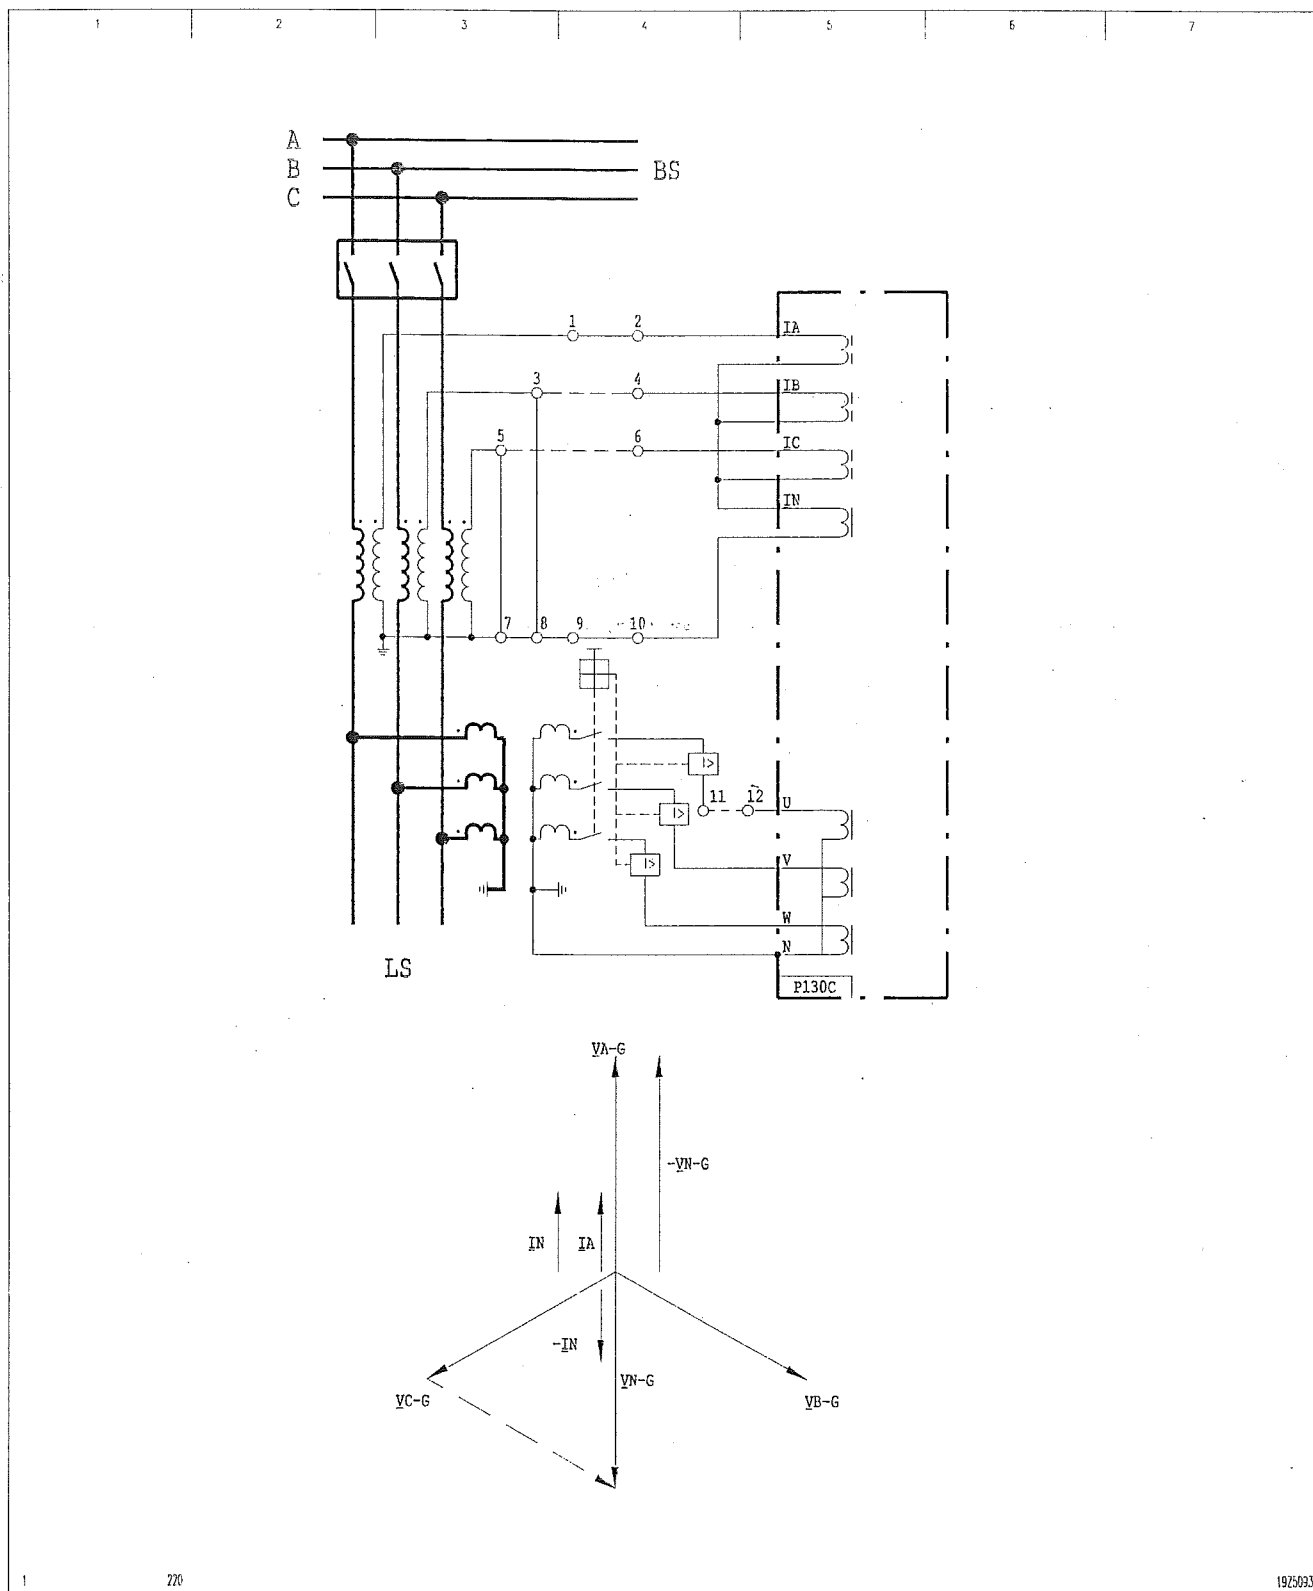 1 2 3 4 5 6 7
A
B BS
C
1 2 IA
3 4 IB
5 6 IC
IN
7 8 9 10
I>
11 12 U
I>
V
I>
W
N
LS
P130C
VA-G
-VN-G
IN IA
-IN
VN-G
VC-G VB-G
1 220 19Z5093